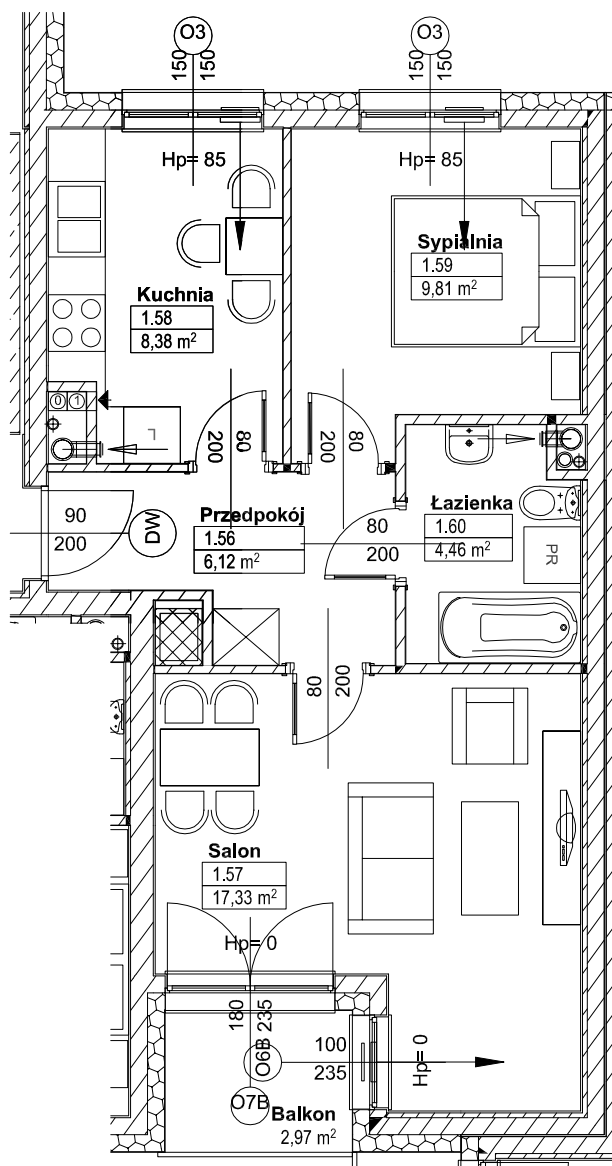 O3
O3
150
150
150
150
Hp= 85
Hp= 85
Sypialnia
1.59
9,81 m²
Kuchnia
1.58
8,38 m²
0
1
L
200
80
200
80
90
200
DW
Przedpokój
1.56
6,12 m²
80
200
Łazienka
1.60
4,46 m²
PR
80
200
Salon
1.57
17,33 m²
Hp= 0
180
235
O6B
100
235
Hp= 0
O7B
Balkon
2,97 m²